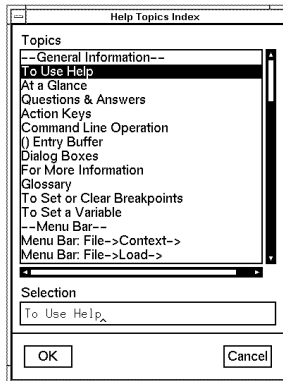 Help Topics Index
Topics
--General Information--
To Use Help
At a Glance
Questions & Answers
Action Keys
Command Line Operation
() Entry Buffer
Dialog Boxes
For More Information
Glossary
To Set or Clear Breakpoints
To Set a Variable
--Menu Bar--
Menu Bar: File->Context->
Menu Bar: File->Load->
Selection
To Use Help
OK
Cancel